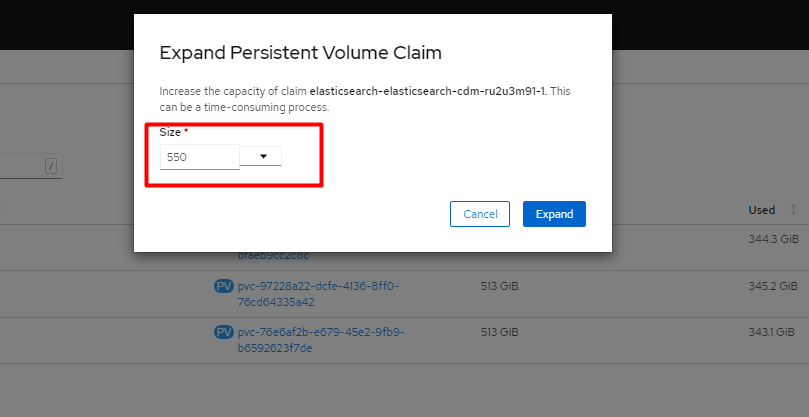 Expand Persistent Volume Claim
Increase the capacity of claim elasticsearch-elasticsearch-cdm-ru2u3m91-1. This
can be a time-consuming process.
Size *
550
/
Cancel
Expand
Used
344.3 GiB
bfaeb9cc2c8c
PV pvc-97228a22-dcfe-4136-8ff0-
76cd64335a42
513 GiB
345.2 GiB
PV pvc-76e6af2b-e679-45e2-9fb9-
b6592623f7de
513 GiB
343.1 GiB